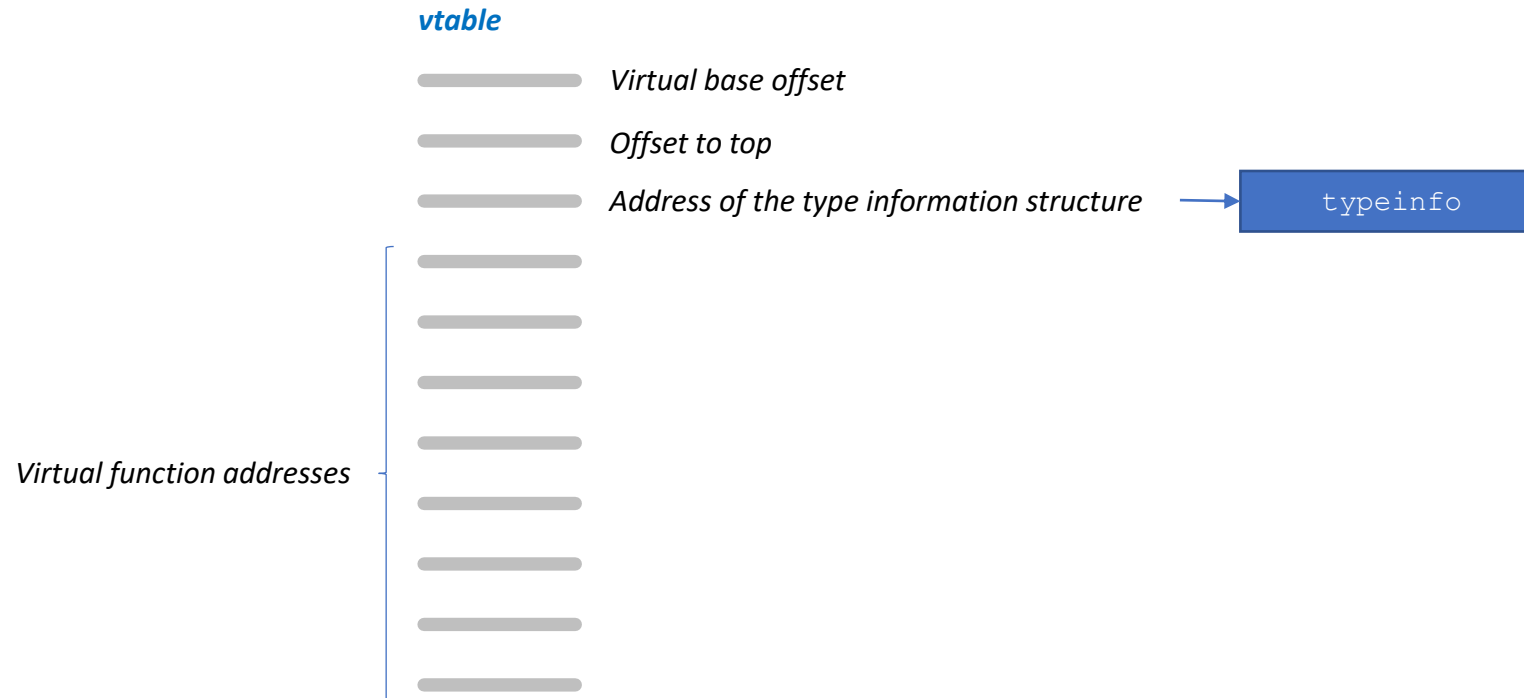 vtable
Virtual base offset
Offset to top
Address of the type information structure
typeinfo
Virtual function addresses